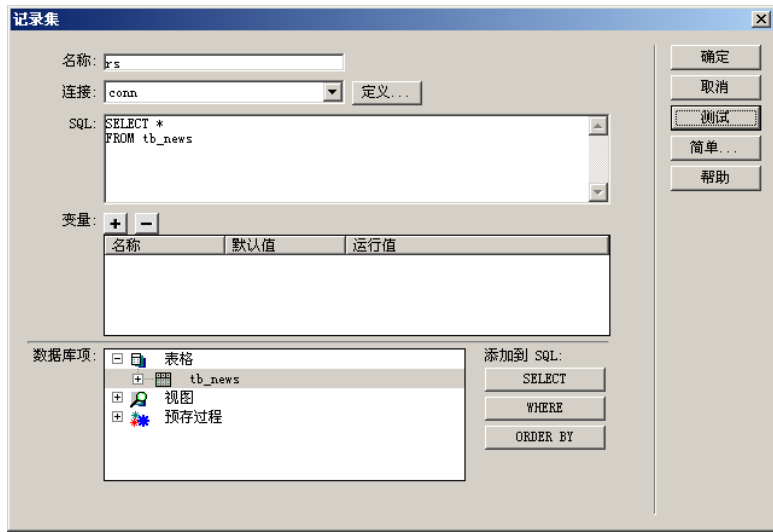 记录集
名称: rs
确定
连接: conn 定义...
取消
SQL: SELECT *
FROM tb_news
测试
简单...
帮助
变量: + −
名称 默认值 运行值
数据库项: 表格
tb_news
视图
预存过程
添加到 SQL:
SELECT
WHERE
ORDER BY